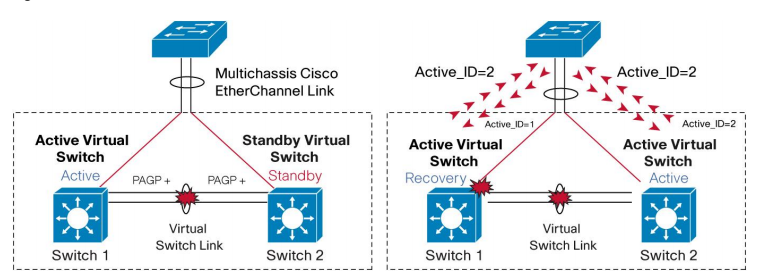 Multichassis Cisco
EtherChannel Link
Active Virtual
Switch
Active
Standby Virtual
Switch
Standby
PAGP +
PAGP +
Virtual
Switch Link
Switch 1
Switch 2
Active_ID=2
Active_ID=2
Active_ID=1
Active_ID=2
Active Virtual
Switch
Recovery
Active Virtual
Switch
Active
Virtual
Switch Link
Switch 1
Switch 2